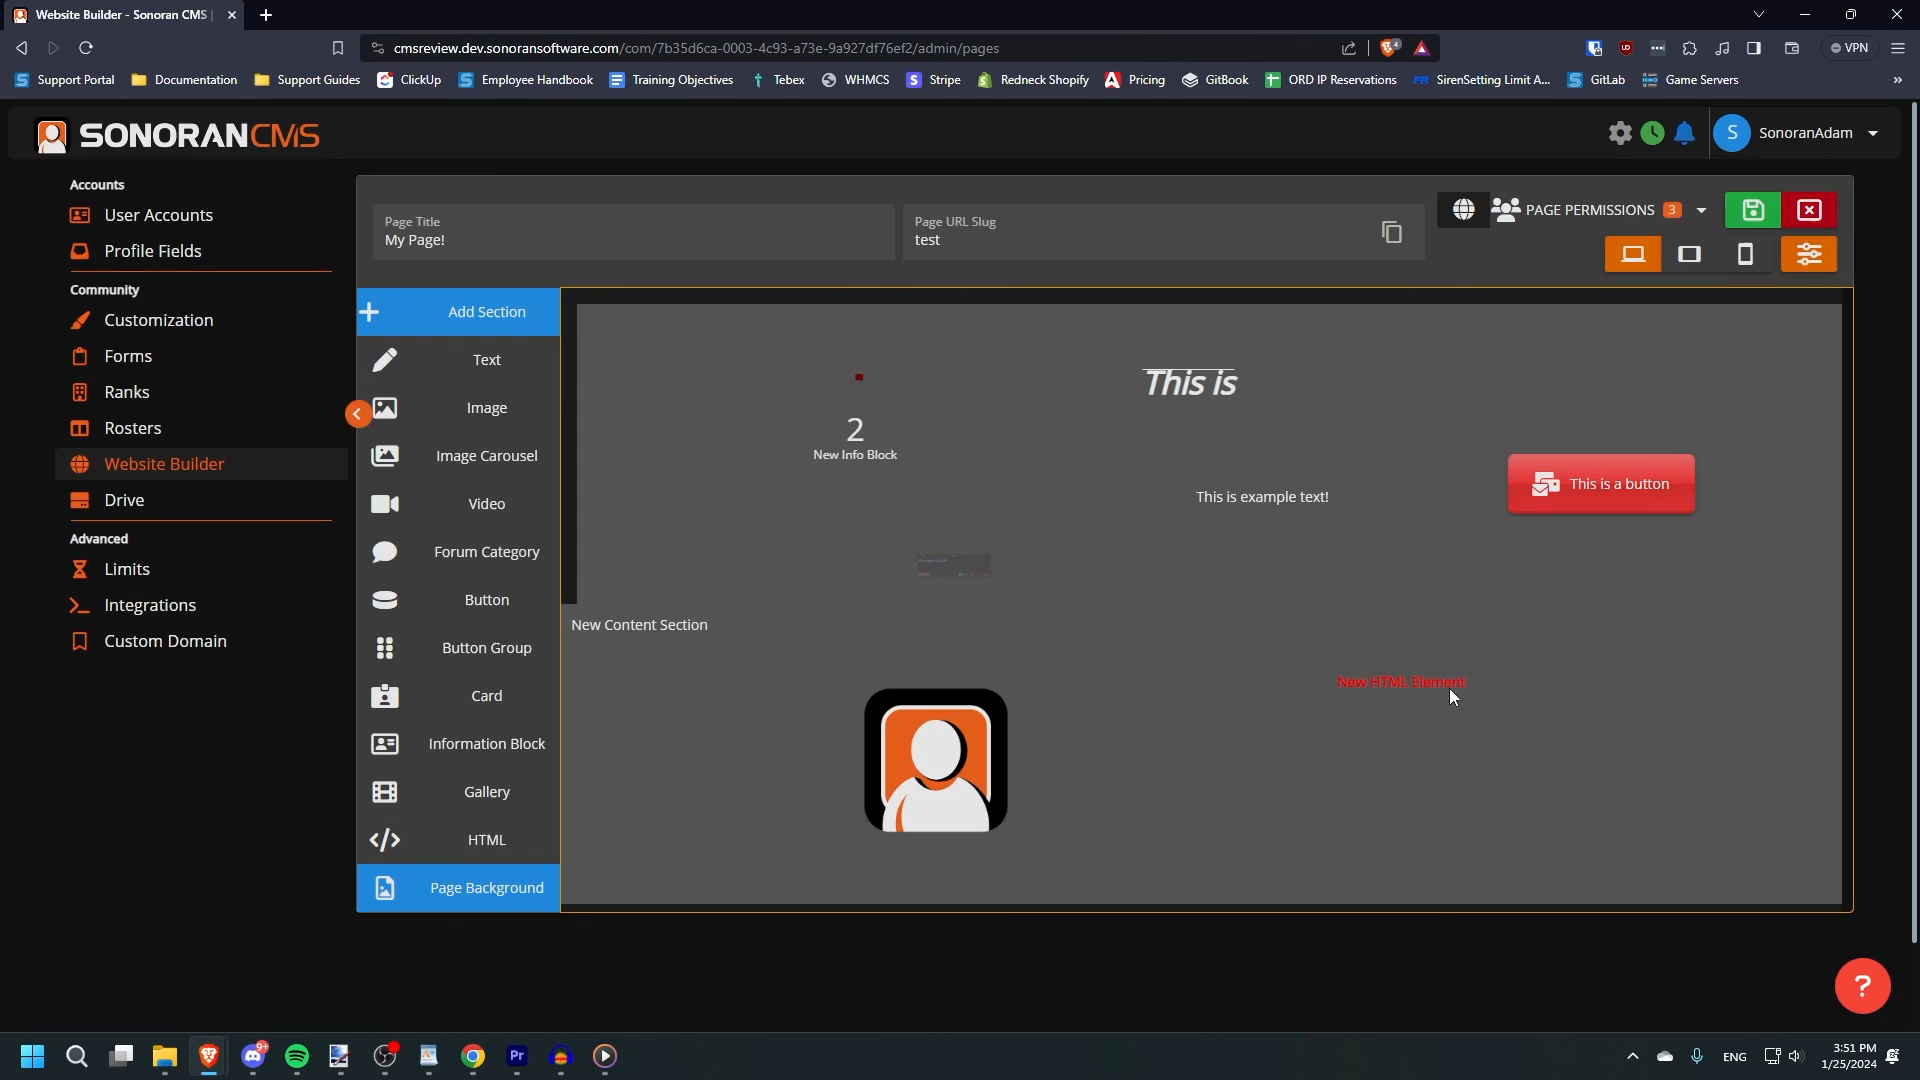 Website Builder - Sonoran CMS
cmsreview.dev.sonoransoftware.com/com/7b35d6ca-0003-4c93-a73e-9a927df76ef2/admin/pages
4
VPN
Support Portal
Documentation
Support Guides
ClickUp
Employee Handbook
Training Objectives
Tebex
WHMCS
Stripe
Redneck Shopify
Pricing
GitBook
ORD IP Reservations
SirenSetting Limit A...
GitLab
Game Servers
SONORANCMS
S
SonoranAdam
Accounts
User Accounts
Profile Fields
Community
Customization
Forms
Ranks
Rosters
Website Builder
Drive
Advanced
Limits
Integrations
Custom Domain
Page Title
My Page!
Page URL Slug
test
PAGE PERMISSIONS 3
Add Section
Text
Image
Image Carousel
Video
Forum Category
Button
Button Group
Card
Information Block
Gallery
HTML
Page Background
This is
2
New Info Block
This is example text!
This is a button
New Content Section
New HTML Element
?
9+
Pr
ENG
3:51 PM
1/25/2024